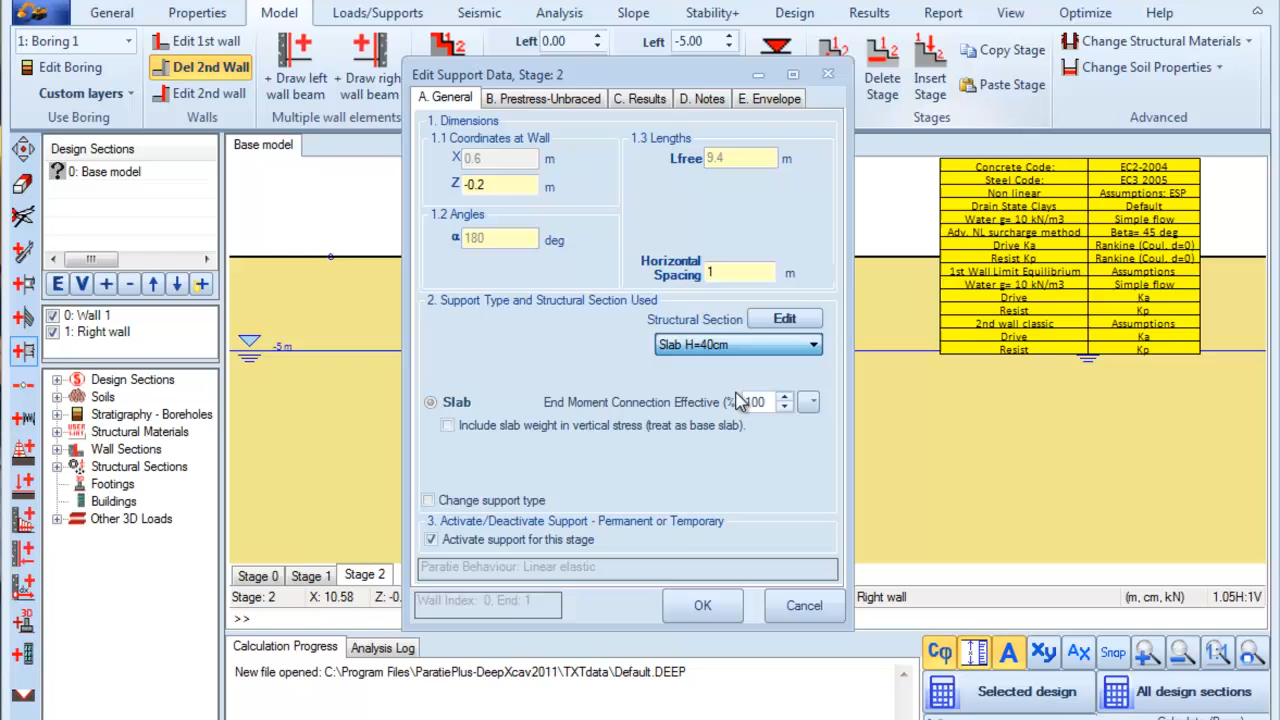 General Properties Model Loads/Supports Seismic Analysis Slope Stability+ Design Results Report View Optimize Help
1: Boring 1
Edit Boring
Custom layers
Use Boring
Edit 1st wall
Del 2nd Wall
Edit 2nd wall
Walls
+ Draw left wall beam
+ Draw righ wall beam
Multiple wall elements
Left 0.00
Left -5.00
Delete Stage
Insert Stage
Copy Stage
Paste Stage
Stages
Change Structural Materials
Change Soil Properties
Advanced
Design Sections
0: Base model
E V + - +
0: Wall 1
1: Right wall
Design Sections
Soils
Stratigraphy - Boreholes
Structural Materials
Wall Sections
Structural Sections
Footings
Buildings
Other 3D Loads
Base model
0
-5 m
Edit Support Data, Stage: 2
A. General B. Prestress-Unbraced C. Results D. Notes E. Envelope
1. Dimensions
1.1 Coordinates at Wall
X 0.6 m
Z -0.2 m
1.2 Angles
α 180 deg
1.3 Lengths
Lfree 9.4 m
Horizontal Spacing 1 m
2. Support Type and Structural Section Used
Structural Section Edit
Slab H=40cm
Slab End Moment Connection Effective (% 100
Include slab weight in vertical stress (treat as base slab).
Change support type
3. Activate/Deactivate Support - Permanent or Temporary
Activate support for this stage
Paratie Behaviour: Linear elastic
Wall Index: 0, End: 1
OK Cancel
Concrete Code: EC2-2004
Steel Code: EC3 2005
Non linear Assumptions: ESP
Drain State Clays Default
Water g= 10 kN/m3 Simple flow
Adv. NL surcharge method Beta= 45 deg
Drive Ka Rankine (Coul, d=0)
Resist Kp Rankine (Coul, d=0)
1st Wall Limit Equilibrium Assumptions
Water g= 10 kN/m3 Simple flow
Drive Ka
Resist Kp
2nd wall classic Assumptions
Drive Ka
Resist Kp
Stage 0 Stage 1 Stage 2
Stage: 2 X: 10.58 Right wall (m, cm, kN) 1.05H:1V
>>
Calculation Progress Analysis Log
New file opened: C:\Program Files\ParatiePlus-DeepXcav2011\TXTdata\Default.DEEP
Cφ A Xy Ax Snap 1:1
Selected design All design sections